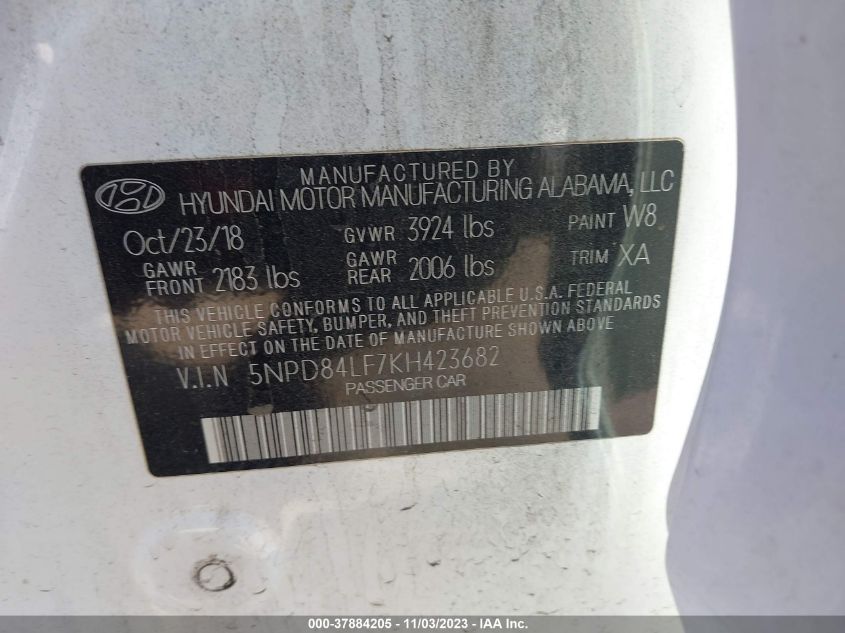 MANUFACTURED BY
HYUNDAI MOTOR MANUFACTURING ALABAMA, LLC
Oct/23/18 GVWR 3924 lbs PAINT W8
GAWR FRONT 2183 lbs GAWR REAR 2006 lbs TRIM XA
THIS VEHICLE CONFORMS TO ALL APPLICABLE U.S.A. FEDERAL
MOTOR VEHICLE SAFETY, BUMPER, AND THEFT PREVENTION STANDARDS
IN EFFECT ON THE DATE OF MANUFACTURE SHOWN ABOVE
V.I.N 5NPD84LF7KH423682
PASSENGER CAR
000-37884205 - 11/03/2023 - IAA Inc.